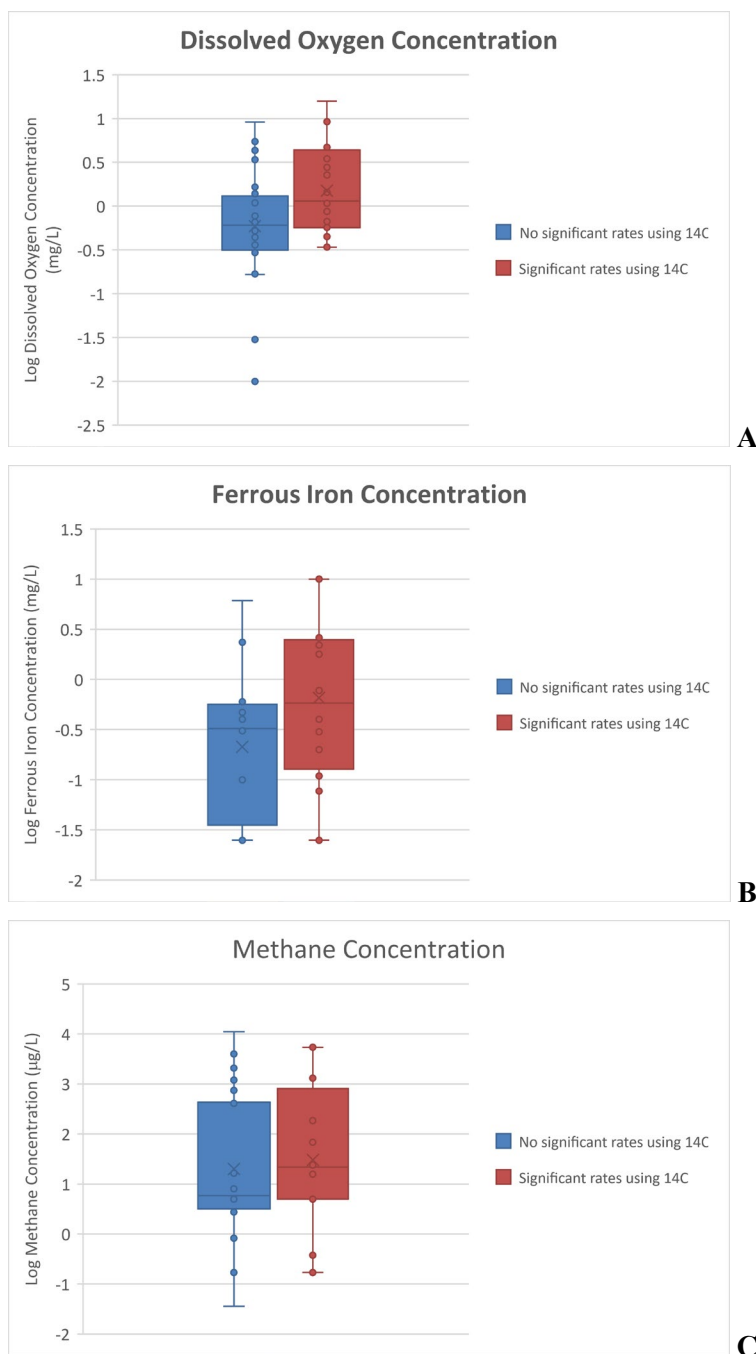 Dissolved Oxygen Concentration
Log Dissolved Oxygen Concentration
(mg/L)
1.5
1
0.5
0
-0.5
-1
-1.5
-2
-2.5
No significant rates using 14C
Significant rates using 14C
A
Ferrous Iron Concentration
Log Ferrous Iron Concentration (mg/L)
1.5
1
0.5
0
-0.5
-1
-1.5
-2
No significant rates using 14C
Significant rates using 14C
B
Methane Concentration
Log Methane Concentration (µg/L)
5
4
3
2
1
0
-1
-2
No significant rates using 14C
Significant rates using 14C
C